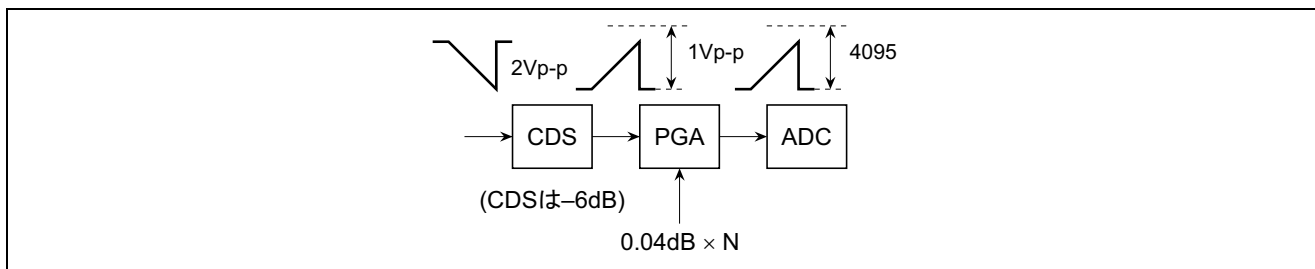 2Vp-p
1Vp-p
4095
CDS
PGA
ADC
(CDSは–6dB)
0.04dB × N